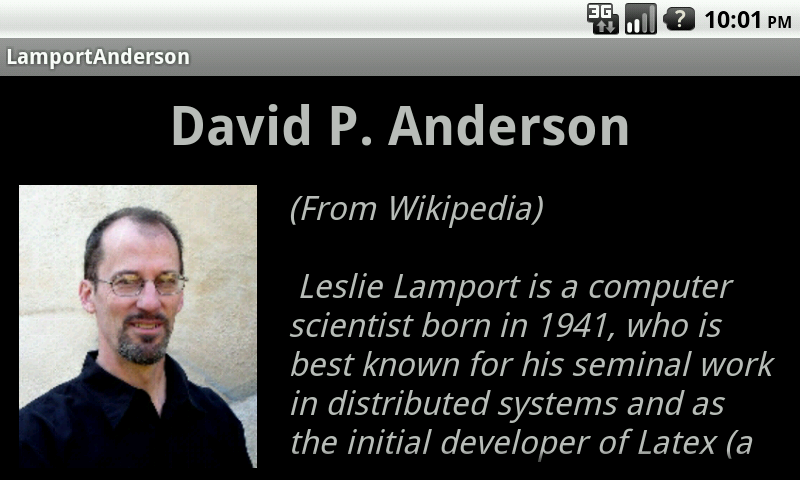 3G ? 10:01 PM
LamportAnderson
David P. Anderson
(From Wikipedia)
Leslie Lamport is a computer
scientist born in 1941, who is
best known for his seminal work
in distributed systems and as
the initial developer of Latex (a